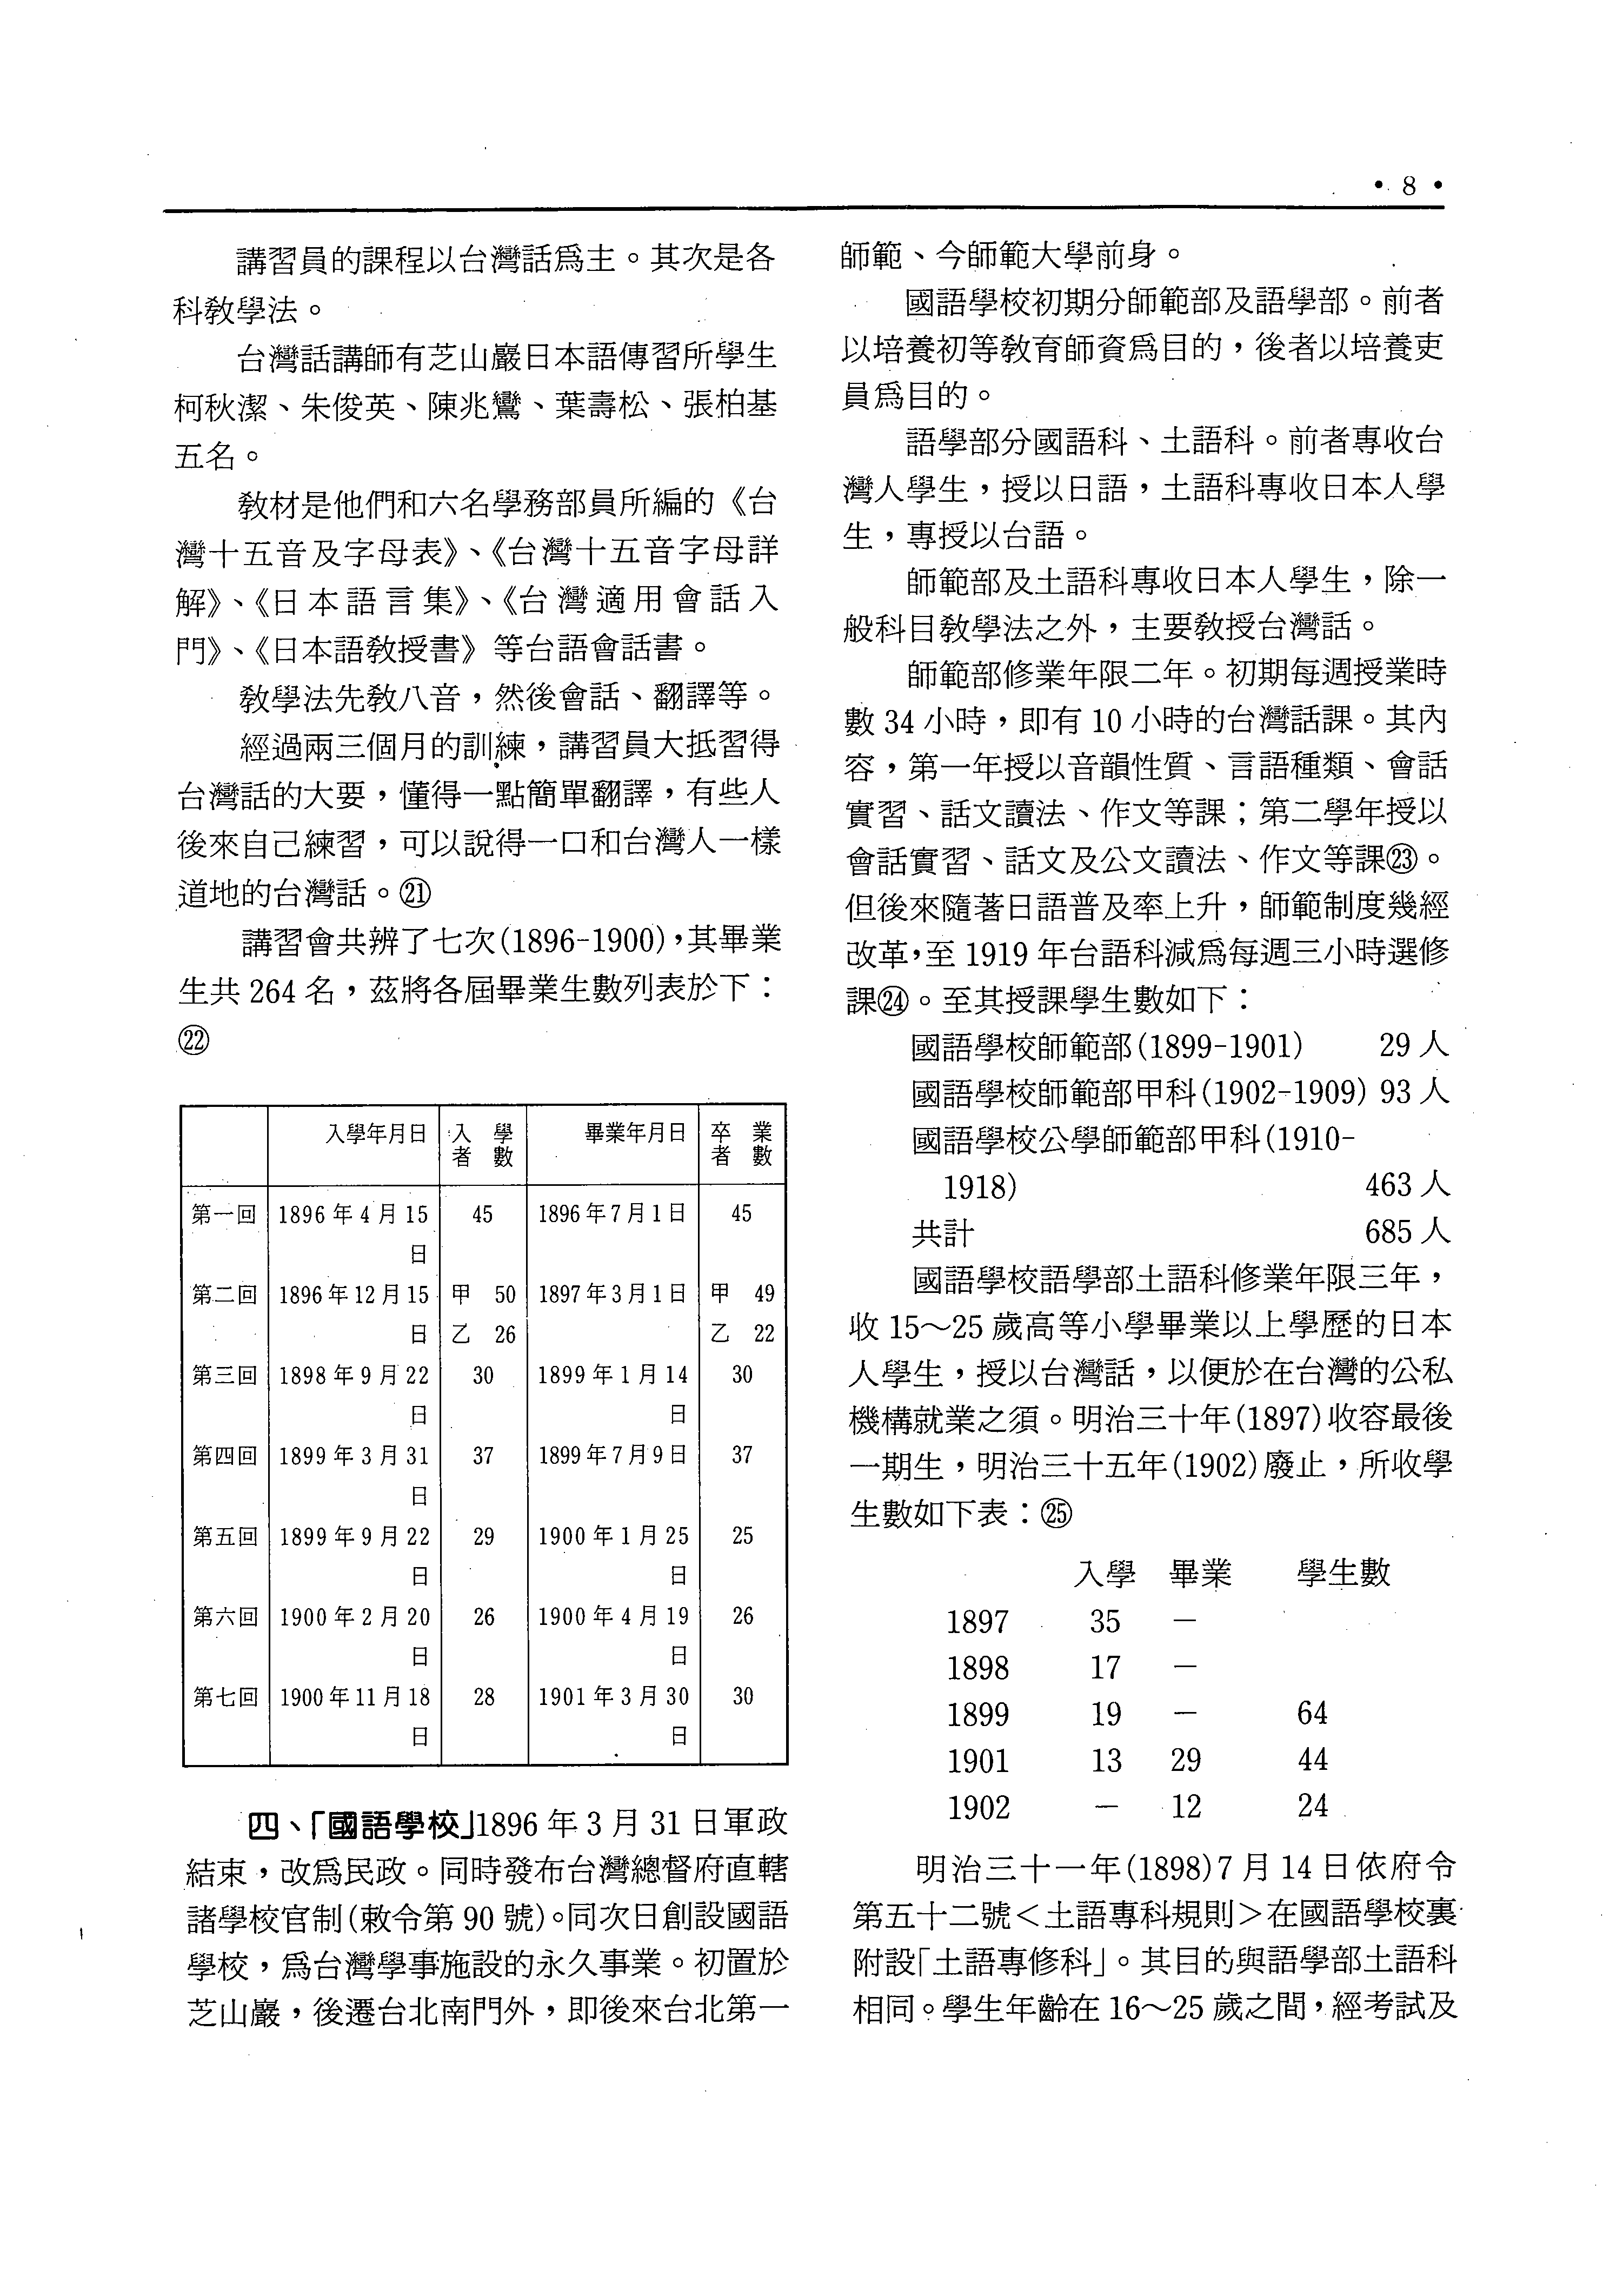 • 8 •
講習員的課程以台灣話爲主。其次是各
科敎學法。
台灣話講師有芝山巖日本語傳習所學生
柯秋潔、朱俊英、陳兆鸞、葉壽松、張柏基
五名。
敎材是他們和六名學務部員所編的《台
灣十五音及字母表》、《台灣十五音字母詳
解》、《日本語言集》、《台灣適用會話入
門》、《日本語敎授書》等台語會話書。
敎學法先敎八音，然後會話、翻譯等。
經過兩三個月的訓練，講習員大抵習得
台灣話的大要，懂得一點簡單翻譯，有些人
後來自己練習，可以說得一口和台灣人一樣
道地的台灣話。㉑
講習會共辨了七次(1896-1900)，其畢業
生共 264 名，茲將各屆畢業生數列表於下：
㉒
入學年月日 入學者數 畢業年月日 卒業者數
第一回 1896 年 4 月 15 日 45 1896 年 7 月 1 日 45
第二回 1896 年 12 月 15 日 甲 50 乙 26 1897 年 3 月 1 日 甲 49 乙 22
第三回 1898 年 9 月 22 日 30 1899 年 1 月 14 日 30
第四回 1899 年 3 月 31 日 37 1899 年 7 月 9 日 37
第五回 1899 年 9 月 22 日 29 1900 年 1 月 25 日 25
第六回 1900 年 2 月 20 日 26 1900 年 4 月 19 日 26
第七回 1900 年 11 月 18 日 28 1901 年 3 月 30 日 30
四、「國語學校」1896 年 3 月 31 日軍政
結束，改爲民政。同時發布台灣總督府直轄
諸學校官制(敕令第 90 號)。同次日創設國語
學校，爲台灣學事施設的永久事業。初置於
芝山巖，後遷台北南門外，即後來台北第一
師範、今師範大學前身。
國語學校初期分師範部及語學部。前者
以培養初等敎育師資爲目的，後者以培養吏
員爲目的。
語學部分國語科、土語科。前者專收台
灣人學生，授以日語，土語科專收日本人學
生，專授以台語。
師範部及土語科專收日本人學生，除一
般科目敎學法之外，主要敎授台灣話。
師範部修業年限二年。初期每週授業時
數 34 小時，即有 10 小時的台灣話課。其內
容，第一年授以音韻性質、言語種類、會話
實習、話文讀法、作文等課；第二學年授以
會話實習、話文及公文讀法、作文等課㉓。
但後來隨著日語普及率上升，師範制度幾經
改革，至 1919 年台語科減爲每週三小時選修
課㉔。至其授課學生數如下：
國語學校師範部(1899-1901) 29 人
國語學校師範部甲科(1902-1909) 93 人
國語學校公學師範部甲科(1910-
1918) 463 人
共計 685 人
國語學校語學部土語科修業年限三年，
收 15～25 歲高等小學畢業以上學歷的日本
人學生，授以台灣話，以便於在台灣的公私
機構就業之須。明治三十年(1897)收容最後
一期生，明治三十五年(1902)廢止，所收學
生數如下表：㉕
入學 畢業 學生數
1897 35 —
1898 17 —
1899 19 — 64
1901 13 29 44
1902 — 12 24
明治三十一年(1898)7 月 14 日依府令
第五十二號＜土語專科規則＞在國語學校裏
附設「土語專修科」。其目的與語學部土語科
相同。學生年齡在 16～25 歲之間，經考試及